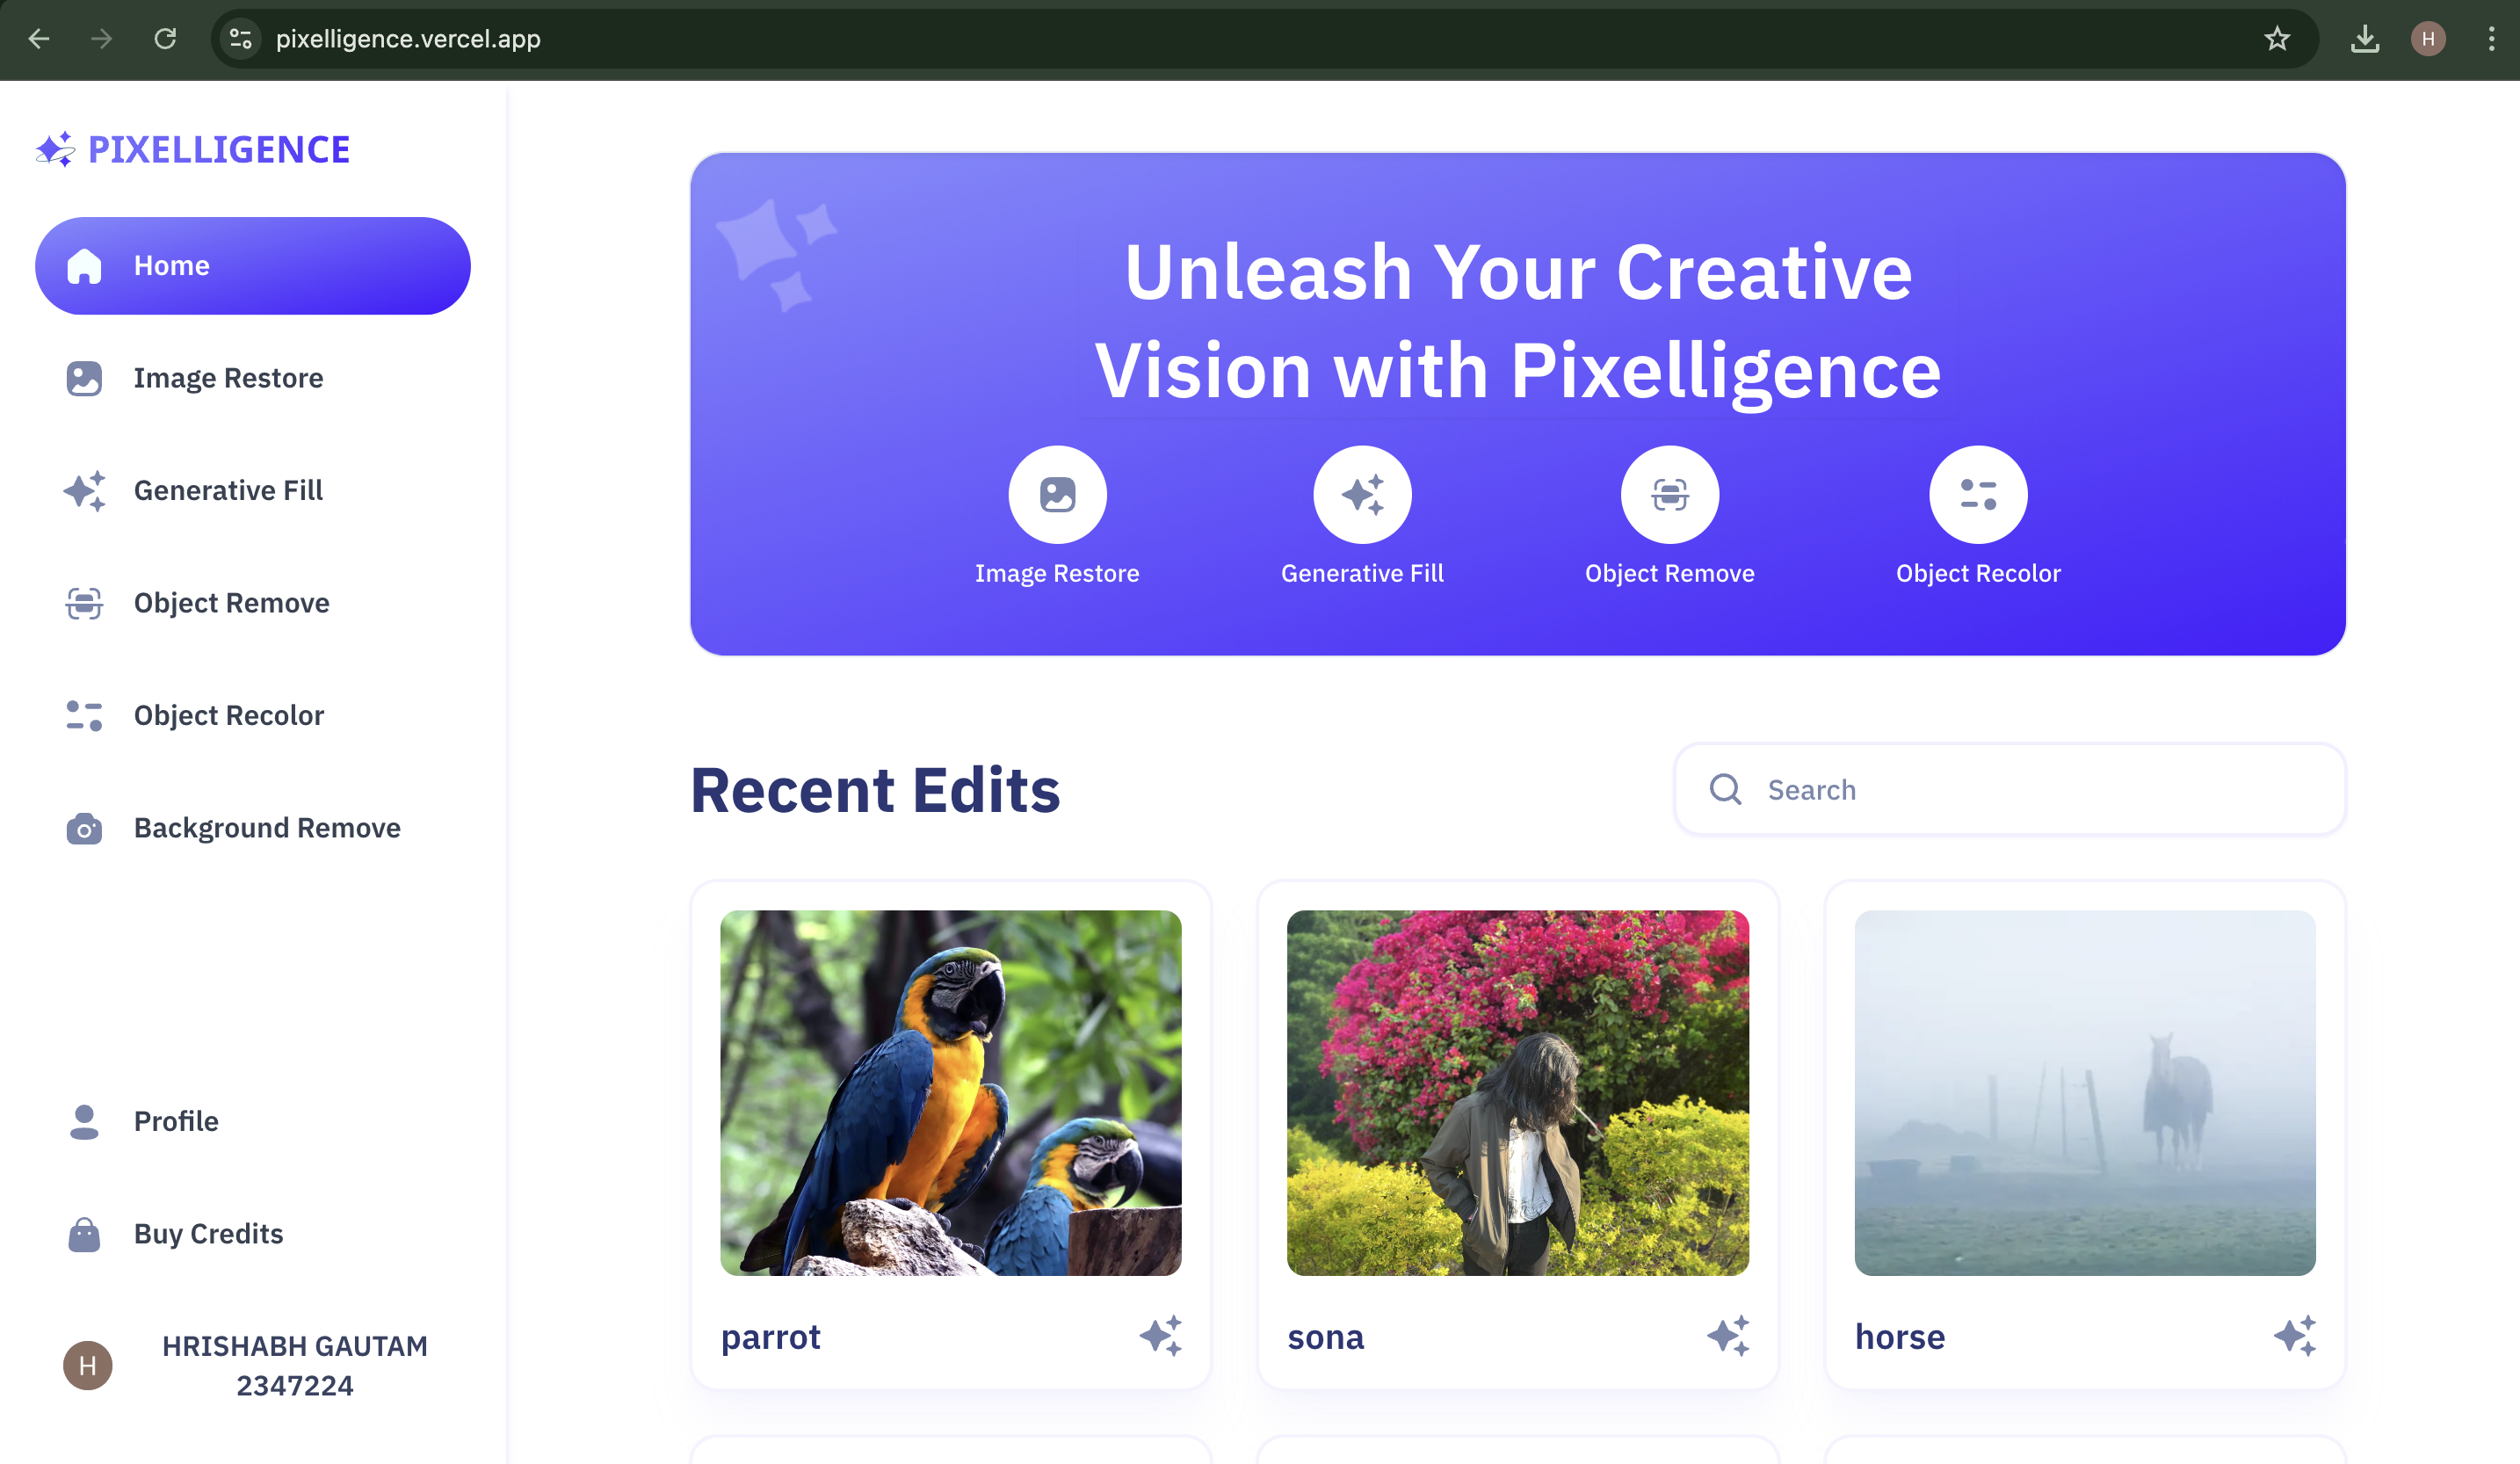 pixelligence.vercel.app
H
PIXELLIGENCE
Home
Image Restore
Generative Fill
Object Remove
Object Recolor
Background Remove
Profile
Buy Credits
H
HRISHABH GAUTAM
2347224
Unleash Your Creative
Vision with Pixelligence
Image Restore
Generative Fill
Object Remove
Object Recolor
Recent Edits
Search
parrot
sona
horse